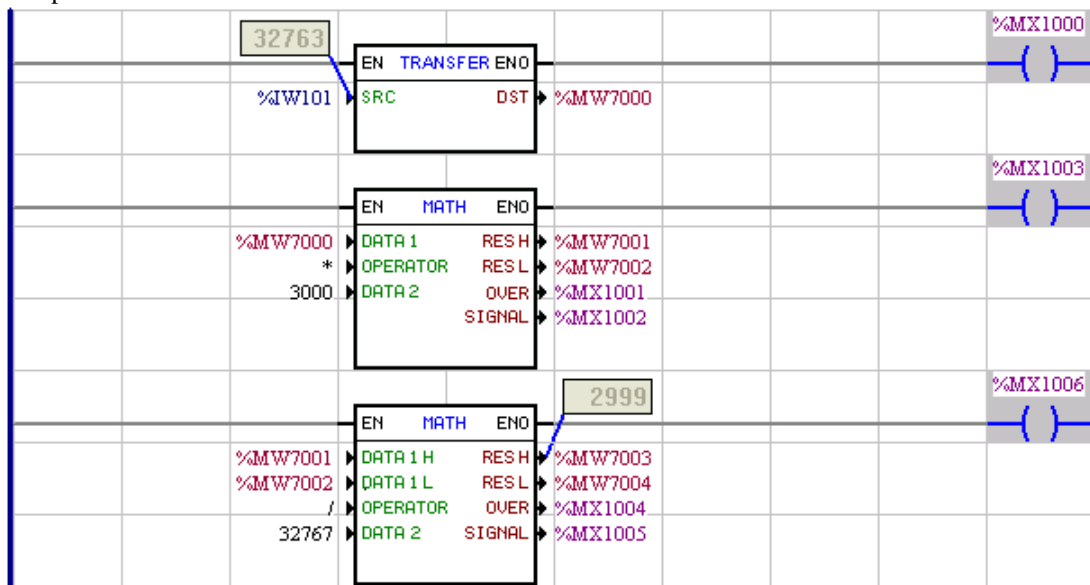 %MX1000
32763
EN TRANSFER ENO
%IW101 SRC DST %MW7000
%MX1003
EN MATH ENO
%MW7000 DATA 1 RES H %MW7001
* OPERATOR RES L %MW7002
3000 DATA 2 OVER %MX1001
SIGNAL %MX1002
%MX1006
2999
EN MATH ENO
%MW7001 DATA 1 H RES H %MW7003
%MW7002 DATA 1 L RES L %MW7004
/ OPERATOR OVER %MX1004
32767 DATA 2 SIGNAL %MX1005